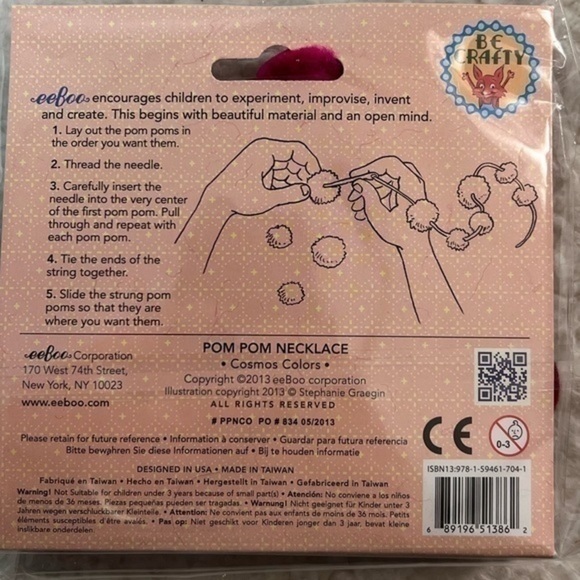 BE
CRAFTY
eeBoo encourages children to experiment, improvise, invent
and create. This begins with beautiful material and an open mind.
1. Lay out the pom poms in
the order you want them.
2. Thread the needle.
3. Carefully insert the
needle into the very center
of the first pom pom. Pull
through and repeat with
each pom pom.
4. Tie the ends of the
string together.
5. Slide the strung pom
poms so that they are
where you want them.
eeBoo Corporation
170 West 74th Street,
New York, NY 10023
www.eeboo.com
POM POM NECKLACE
• Cosmos Colors •
Copyright ©2013 eeBoo corporation
Illustration copyright 2013 © Stephanie Graegin
ALL RIGHTS RESERVED
# PPNCO PO # 834 05/2013
CE
0-3
Please retain for future reference • Information à conserver • Guardar para futura referencia
Bitte bewahren Sie diese Informationen auf • Bij te houden informatie
DESIGNED IN USA • MADE IN TAIWAN
Fabriqué en Taiwan • Hecho en Taiwan • Hergestellt in Taiwan • Gefabriceerd in Taiwan
Warning! Not Suitable for children under 3 years because of small part(s) • Atención: No conviene a los niños
de menos de 36 meses. Piezas pequeñas pueden ser tragadas. • Warnung! Nicht geeignet für Kinder unter 3
Jahren wegen verschluckbarer Kleinteile. • Attention: Ne convient pas aux enfants de moins de 36 mois. Petits
éléments susceptibles d'être avalés. • Pas op: Niet geschikt voor Kinderen jonger dan 3 jaar, bevat kleine
inslikbare onderdelen
ISBN13:978-1-59461-704-1
6 89196 51386 2